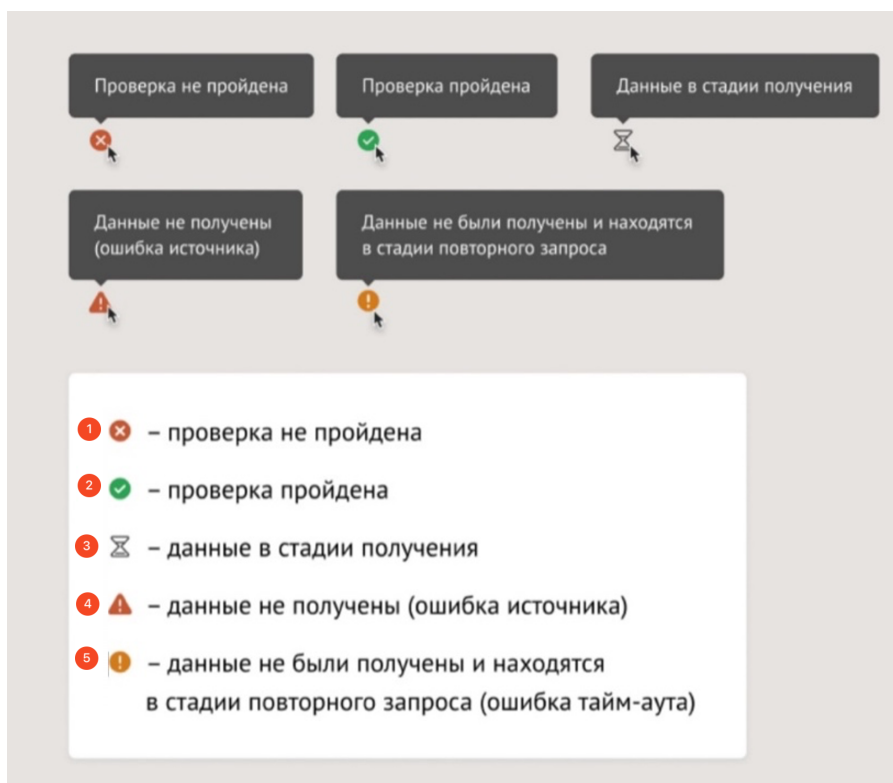 Проверка не пройдена
Проверка пройдена
Данные в стадии получения
Данные не получены
(ошибка источника)
Данные не были получены и находятся
в стадии повторного запроса
1 – проверка не пройдена
2 – проверка пройдена
3 – данные в стадии получения
4 – данные не получены (ошибка источника)
5 – данные не были получены и находятся
в стадии повторного запроса (ошибка тайм-аута)